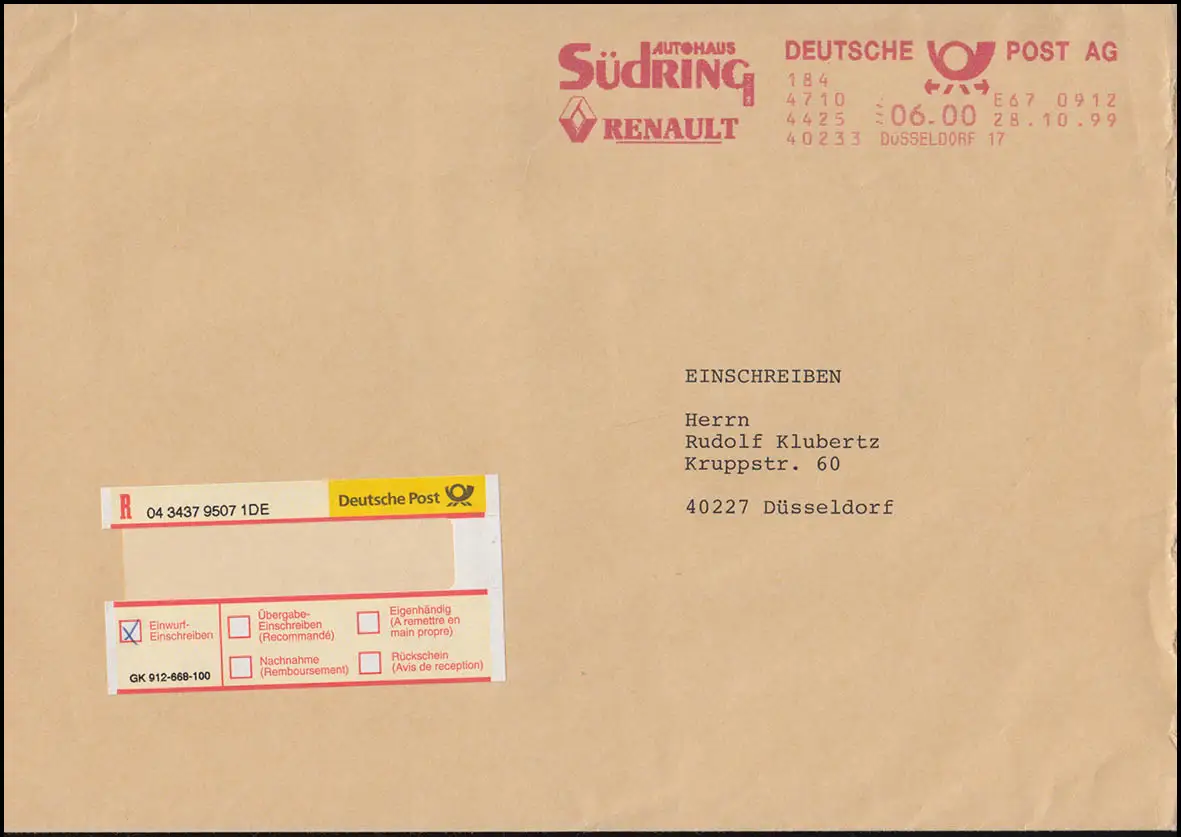 AUTOHAUS
SüdRING
RENAULT
DEUTSCHE POST AG
184
4710 E67 0912
4425 06.00 28.10.99
40233 DüSSELDORF 17
EINSCHREIBEN
Herrn
Rudolf Klubertz
Kruppstr. 60
40227 Düsseldorf
R 04 3437 9507 1DE Deutsche Post
Einwurf-
Einschreiben
GK 912-668-100
Übergabe-
Einschreiben
(Recommandé)
Eigenhändig
(A remettre en
main propre)
Nachnahme
(Remboursement)
Rückschein
(Avis de reception)